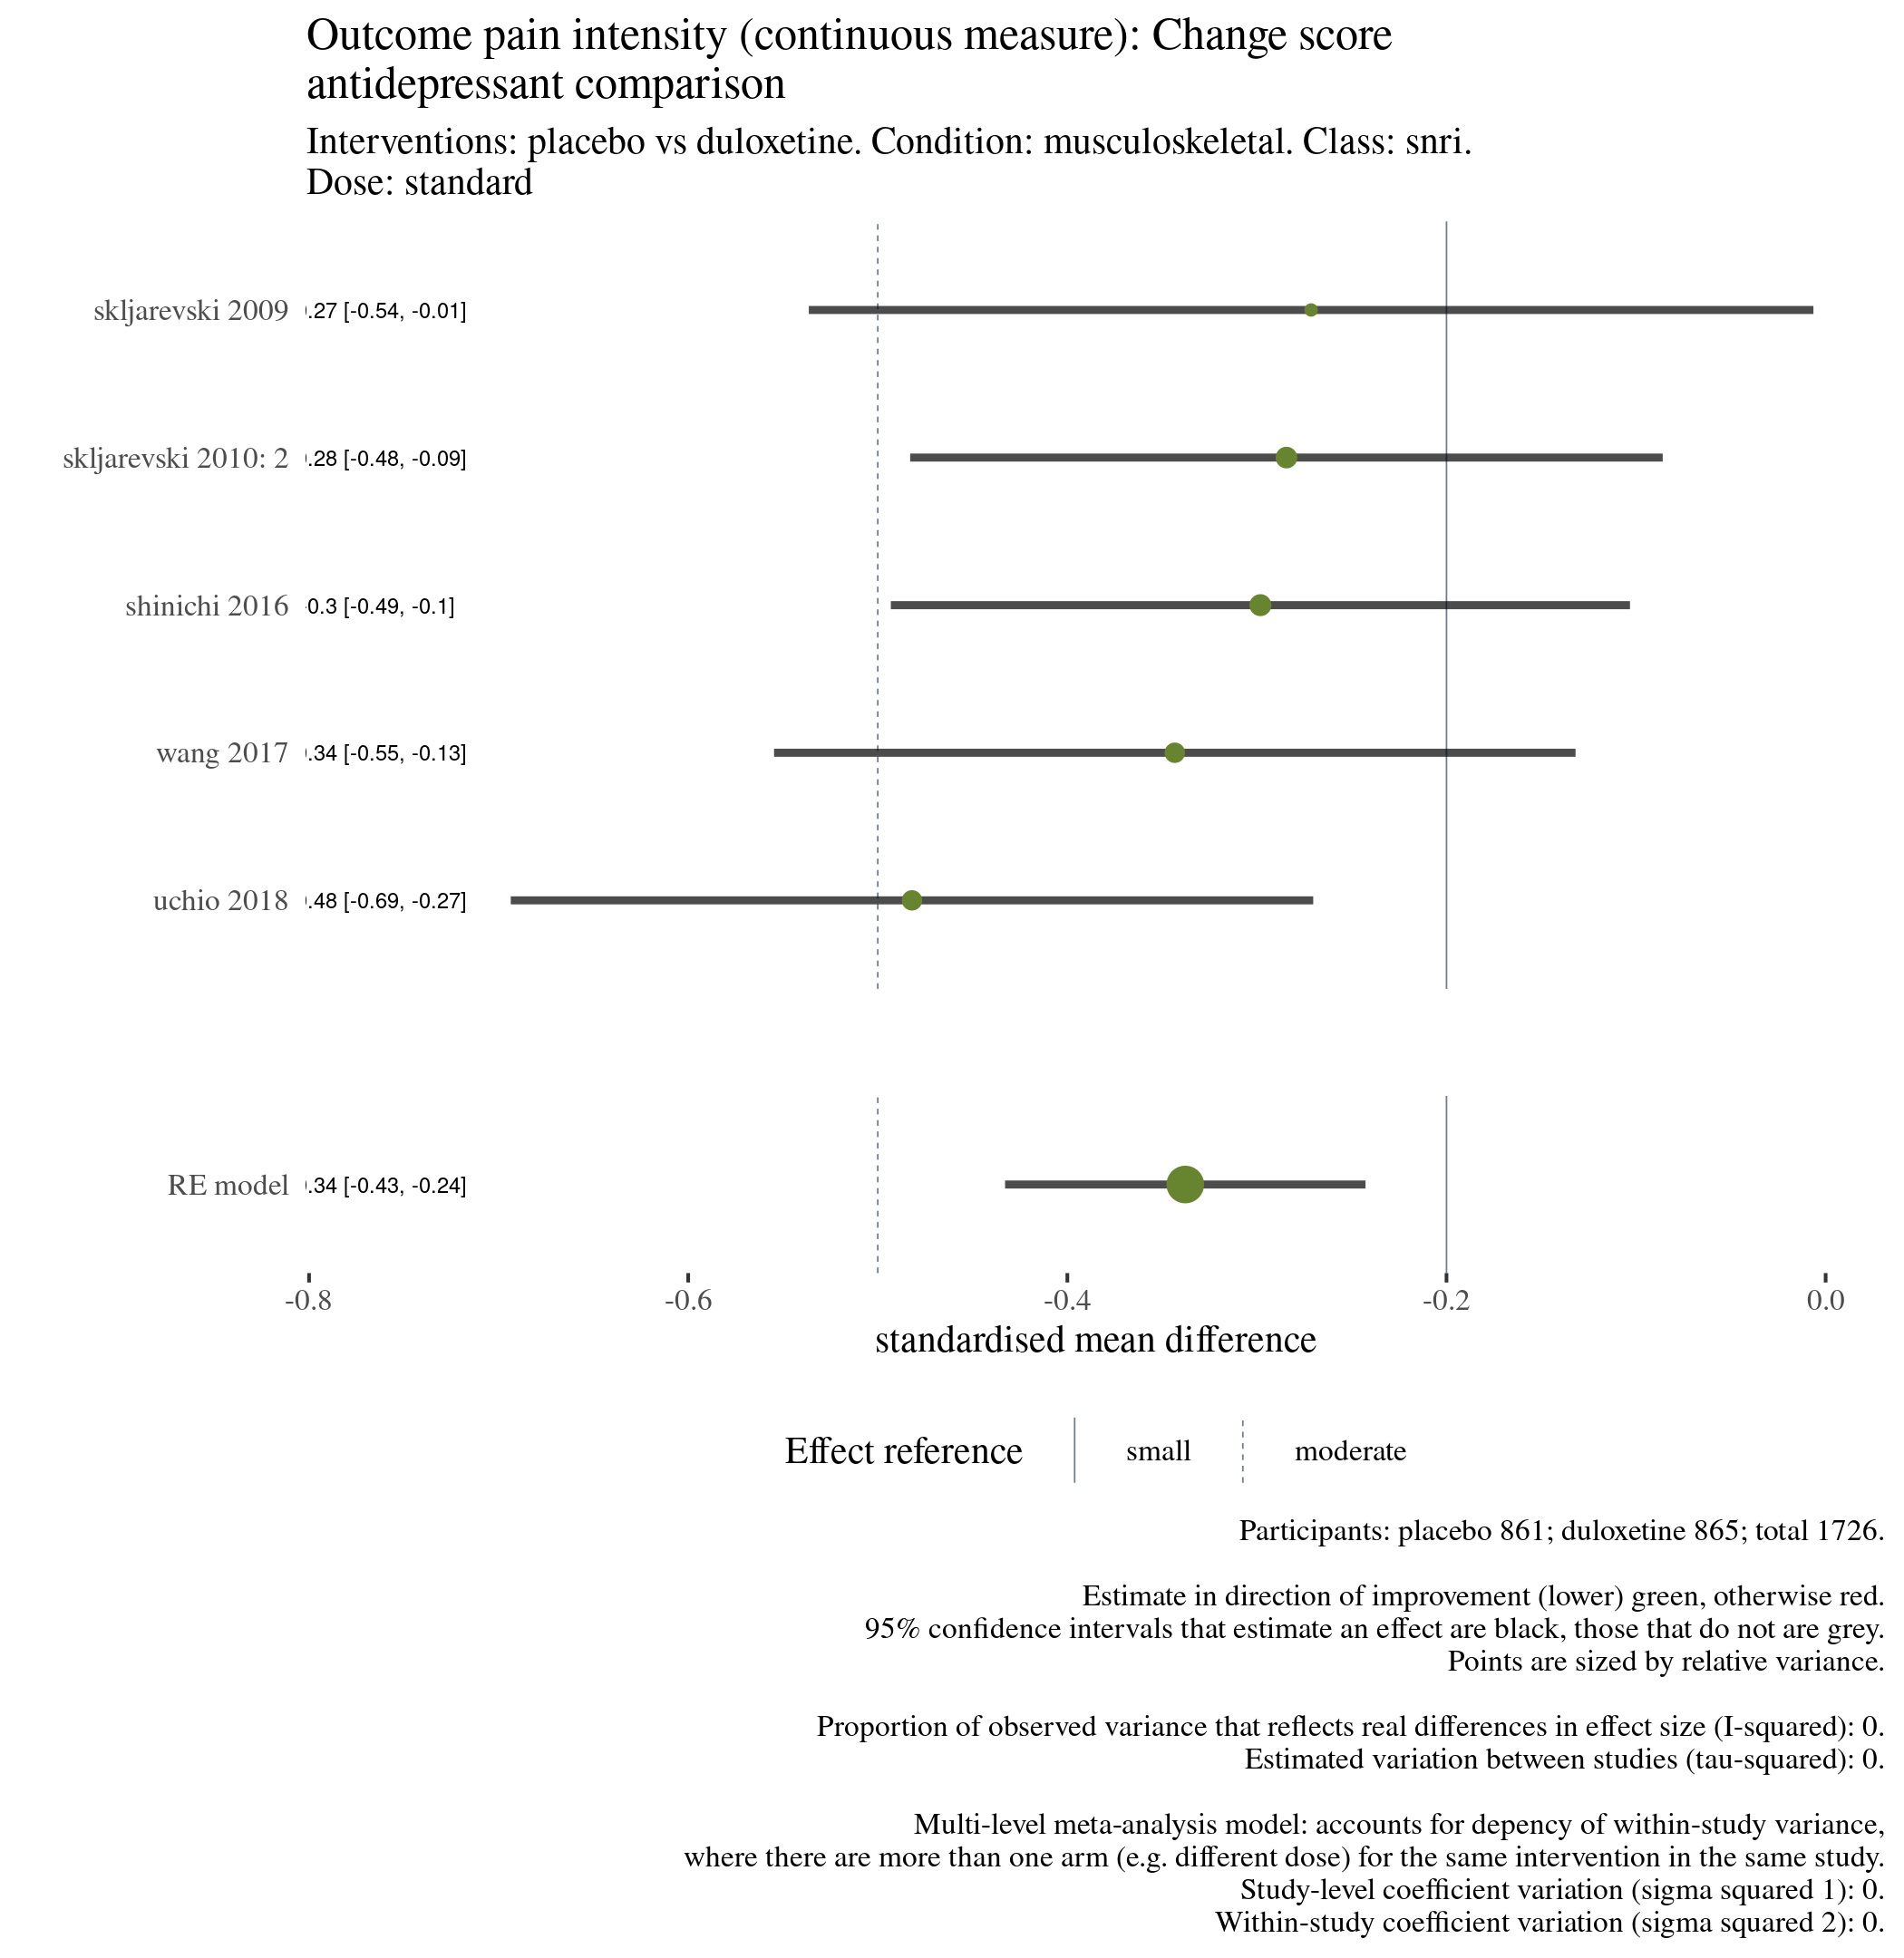 Outcome pain intensity (continuous measure): Change score
antidepressant comparison
Interventions: placebo vs duloxetine. Condition: musculoskeletal. Class: snri.
Dose: standard
skljarevski 2009 .27 [-0.54, -0.01]
skljarevski 2010: 2 .28 [-0.48, -0.09]
shinichi 2016 0.3 [-0.49, -0.1]
wang 2017 .34 [-0.55, -0.13]
uchio 2018 .48 [-0.69, -0.27]
RE model .34 [-0.43, -0.24]
-0.8 -0.6 -0.4 -0.2 0.0
standardised mean difference
Effect reference small moderate
Participants: placebo 861; duloxetine 865; total 1726.
Estimate in direction of improvement (lower) green, otherwise red.
95% confidence intervals that estimate an effect are black, those that do not are grey.
Points are sized by relative variance.
Proportion of observed variance that reflects real differences in effect size (I-squared): 0.
Estimated variation between studies (tau-squared): 0.
Multi-level meta-analysis model: accounts for depency of within-study variance,
where there are more than one arm (e.g. different dose) for the same intervention in the same study.
Study-level coefficient variation (sigma squared 1): 0.
Within-study coefficient variation (sigma squared 2): 0.